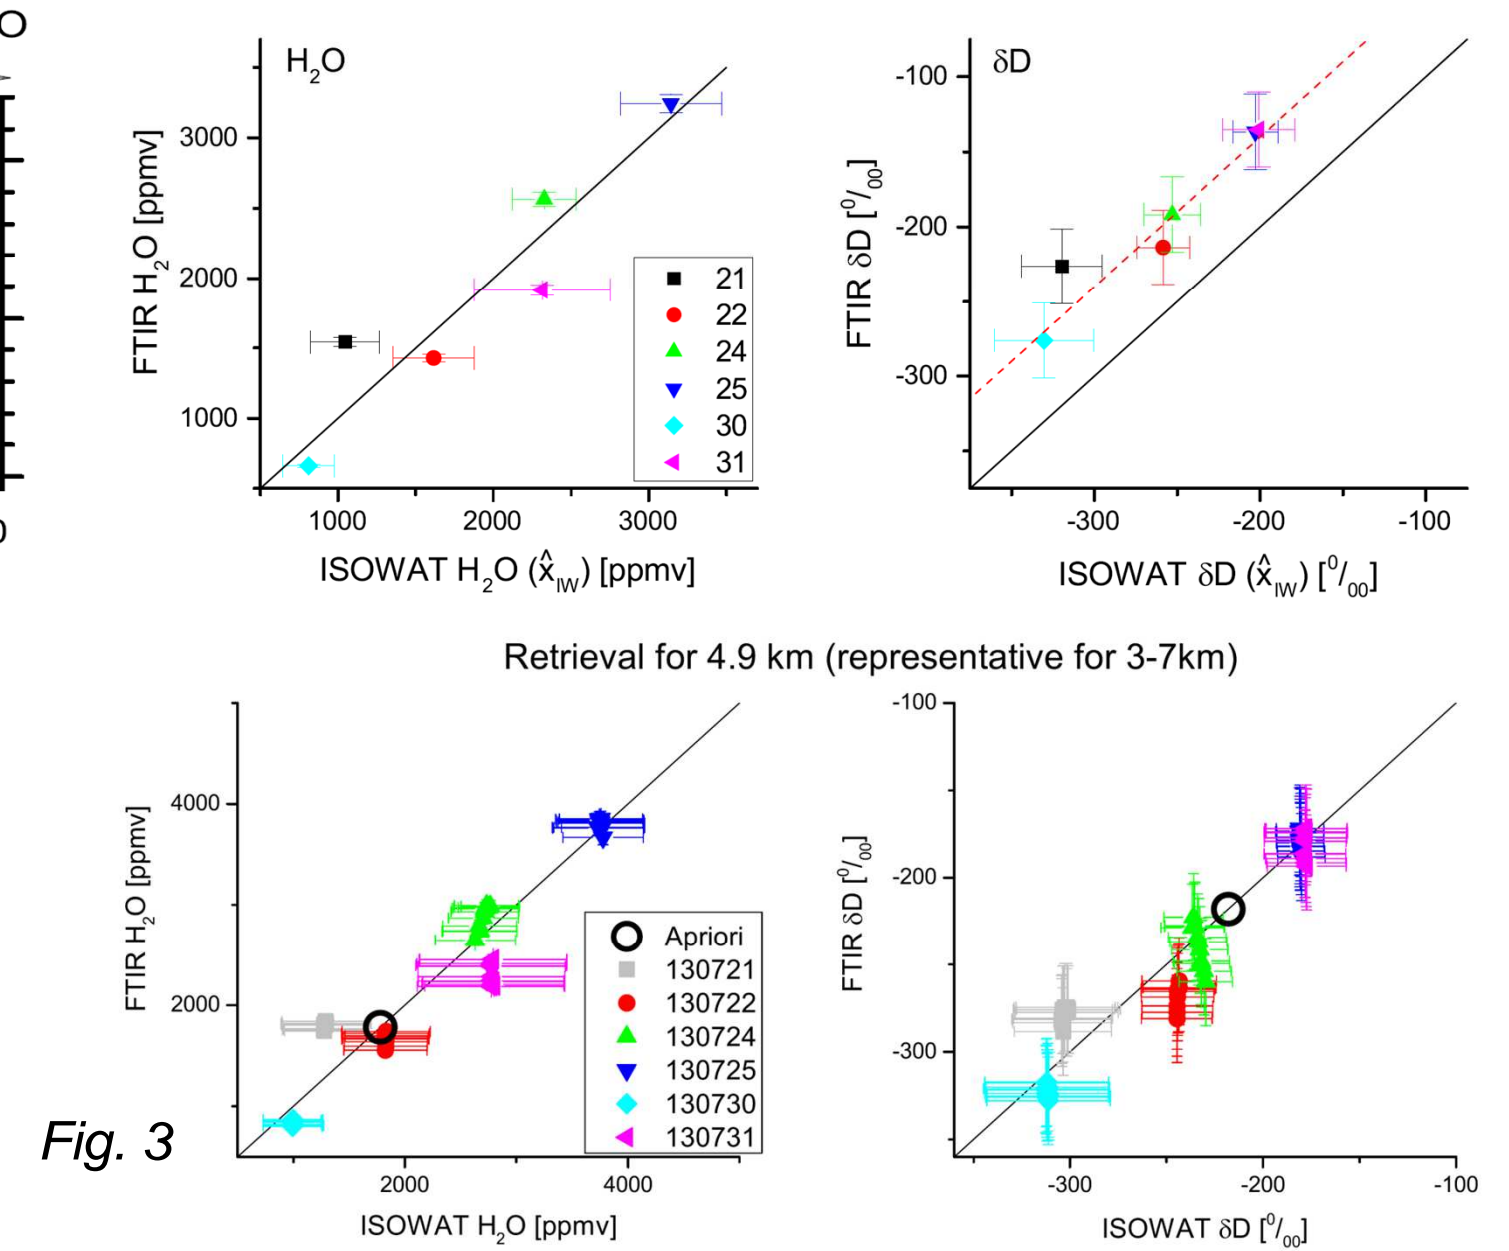 O
H₂O
FTIR H₂O [ppmv]
3000
2000
1000
21
22
24
25
30
31
1000 2000 3000
ISOWAT H₂O (x̂_IW) [ppmv]
δD
FTIR δD [⁰/₀₀]
-100
-200
-300
-300 -200 -100
ISOWAT δD (x̂_IW) [⁰/₀₀]
0
Retrieval for 4.9 km (representative for 3-7km)
FTIR H₂O [ppmv]
4000
2000
Apriori
130721
130722
130724
130725
130730
130731
2000 4000
ISOWAT H₂O [ppmv]
FTIR δD [⁰/₀₀]
-100
-200
-300
-300 -200 -100
ISOWAT δD [⁰/₀₀]
Fig. 3